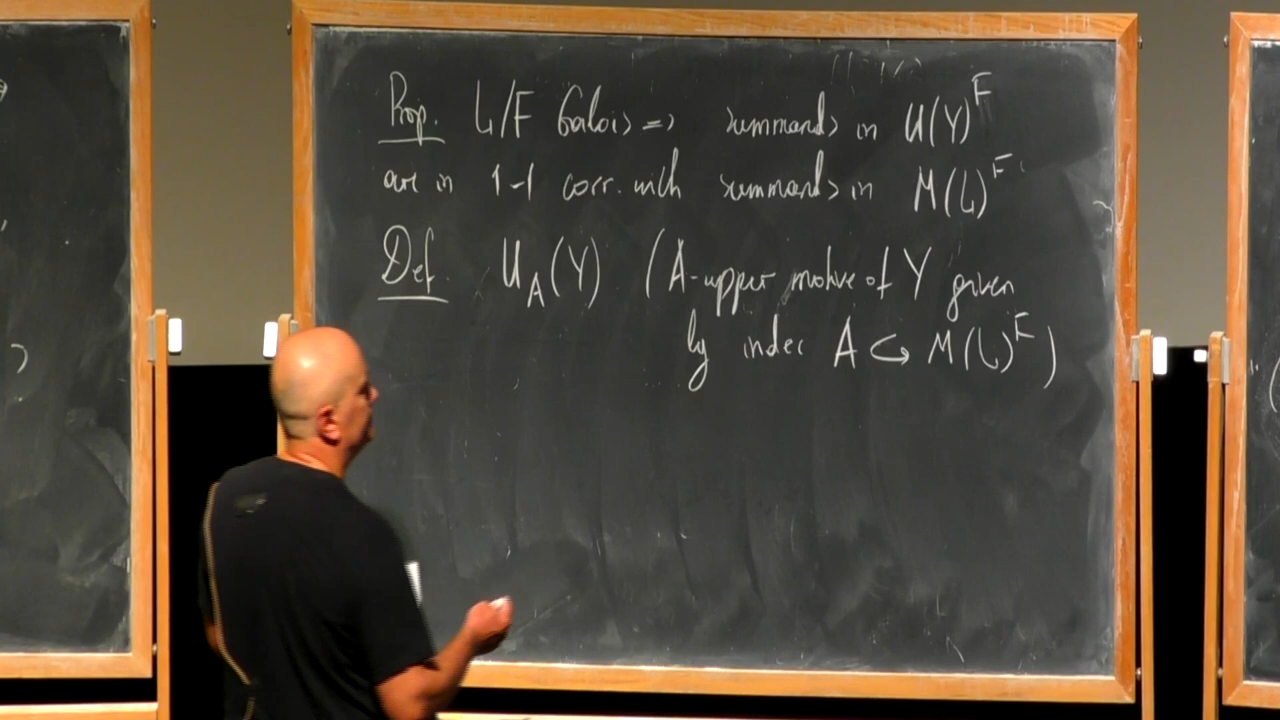 Prop. L/F Galois => summands in U(Y)^F
are in 1-1 corr. with summands in M(L)^F
Def. U_A(Y) (A-upper motive of Y given
by indec A ↪ M(L)^F)